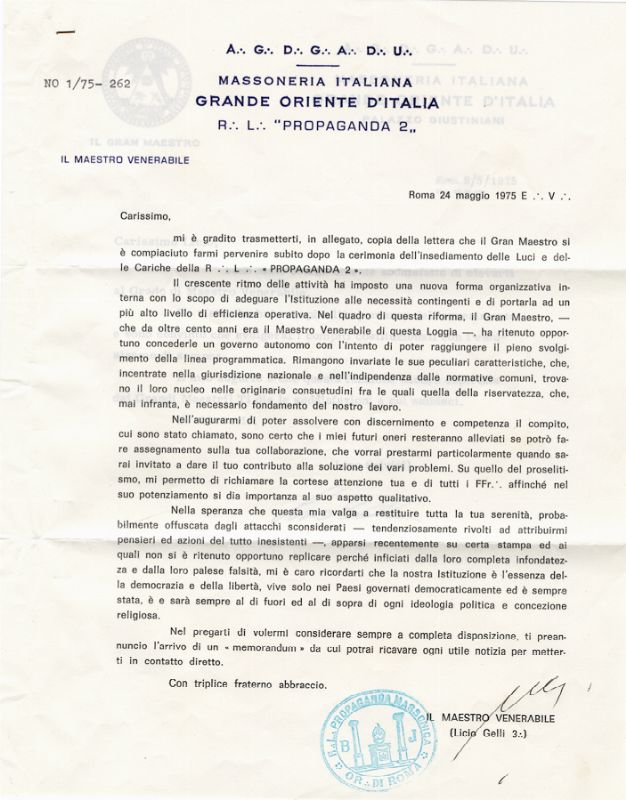 A∴ G∴ D∴ G∴ A∴ D∴ U∴
MASSONERIA ITALIANA
GRANDE ORIENTE D'ITALIA
R∴ L∴ "PROPAGANDA 2„
NO 1/75- 262
IL GRAN MAESTRO
IL MAESTRO VENERABILE
Roma 24 maggio 1975 E ∴ V ∴
Carissimo,
mi è gradito trasmetterti, in allegato, copia della lettera che il Gran Maestro si
è compiaciuto farmi pervenire subito dopo la cerimonia dell'insediamento delle Luci e del-
le Cariche della R ∴ L ∴ « PROPAGANDA 2 ».
Il crescente ritmo delle attività ha imposto una nuova forma organizzativa in-
terna con lo scopo di adeguare l'Istituzione alle necessità contingenti e di portarla ad un
più alto livello di efficienza operativa. Nel quadro di questa riforma, il Gran Maestro, —
che da oltre cento anni era il Maestro Venerabile di questa Loggia —, ha ritenuto oppor-
tuno concederle un governo autonomo con l'intento di poter raggiungere il pieno svolgi-
mento della linea programmatica. Rimangono invariate le sue peculiari caratteristiche, che,
incentrate nella giurisdizione nazionale e nell'indipendenza dalle normative comuni, trova-
no il loro nucleo nelle originarie consuetudini fra le quali quella della riservatezza, che,
mai infranta, è necessario fondamento del nostro lavoro.
Nell'augurarmi di poter assolvere con discernimento e competenza il compito,
cui sono stato chiamato, sono certo che i miei futuri oneri resteranno alleviati se potrò fa-
re assegnamento sulla tua collaborazione, che vorrai prestarmi particolarmente quando sa-
rai invitato a dare il tuo contributo alla soluzione dei vari problemi. Su quello del proseliti-
smo, mi permetto di richiamare la cortese attenzione tua e di tutti i FFr.∴ affinché nel
suo potenziamento si dia importanza al suo aspetto qualitativo.
Nella speranza che questa mia valga a restituire tutta la tua serenità, proba-
bilmente offuscata dagli attacchi sconsiderati — tendenziosamente rivolti ad attribuirmi
pensieri ed azioni del tutto inesistenti —, apparsi recentemente su certa stampa ed ai
quali non si è ritenuto opportuno replicare perché inficiati dalla loro completa infondatez-
za e dalla loro palese falsità, mi è caro ricordarti che la nostra Istituzione è l'essenza del-
la democrazia e della libertà, vive solo nei Paesi governati democraticamente ed è sempre
stata, è e sarà sempre al di fuori ed al di sopra di ogni ideologia politica e concezione
religiosa.
Nel pregarti di volermi considerare sempre a completa disposizione, ti prean-
nuncio l'arrivo di un « memorandum » da cui potrai ricavare ogni utile notizia per metter-
ti in contatto diretto.
Con triplice fraterno abbraccio.
IL MAESTRO VENERABILE
(Licio Gelli 3∴)
R.L. PROPAGANDA MASSONICA
B J
OR∴ DI ROMA